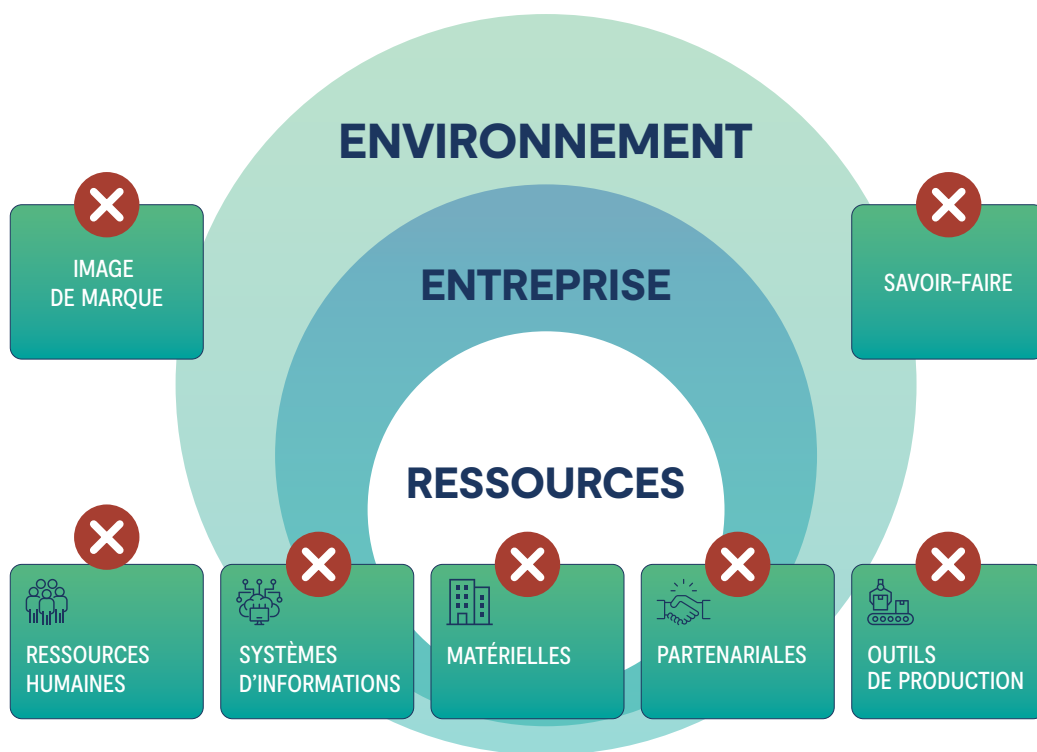 ENVIRONNEMENT
ENTREPRISE
IMAGE
DE MARQUE
SAVOIR-FAIRE
RESSOURCES
RESSOURCES
HUMAINES
SYSTÈMES
D'INFORMATIONS
MATÉRIELLES
PARTENARIALES
OUTILS
DE PRODUCTION